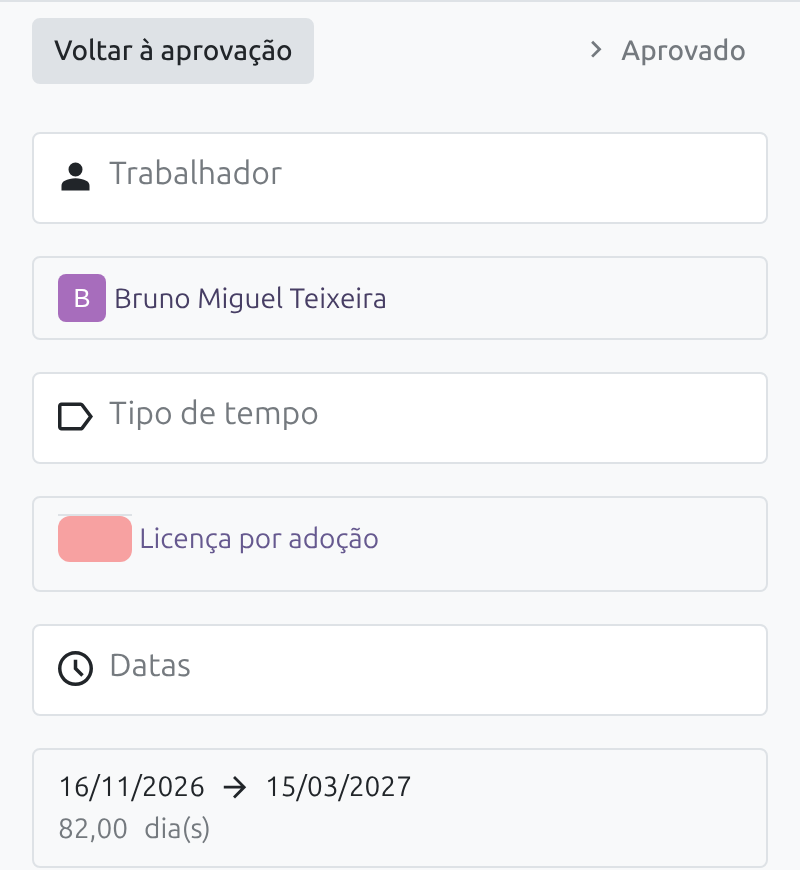 Voltar à aprovação
Aprovado
Trabalhador
B Bruno Miguel Teixeira
Tipo de tempo
Licença por adoção
Datas
16/11/2026 → 15/03/2027
82,00 dia(s)